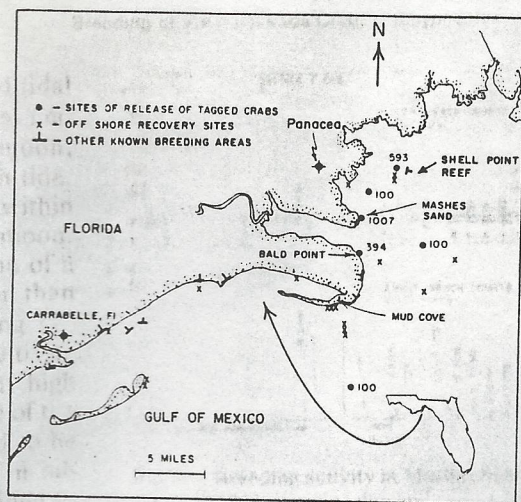 N
● – SITES OF RELEASE OF TAGGED CRABS
x – OFF SHORE RECOVERY SITES
⊥ – OTHER KNOWN BREEDING AREAS
Panacea
593
SHELL POINT
REEF
100
MASHES
SAND
1007
FLORIDA
BALD POINT
394
100
MUD COVE
CARRABELLE, Fl
100
GULF OF MEXICO
5 MILES